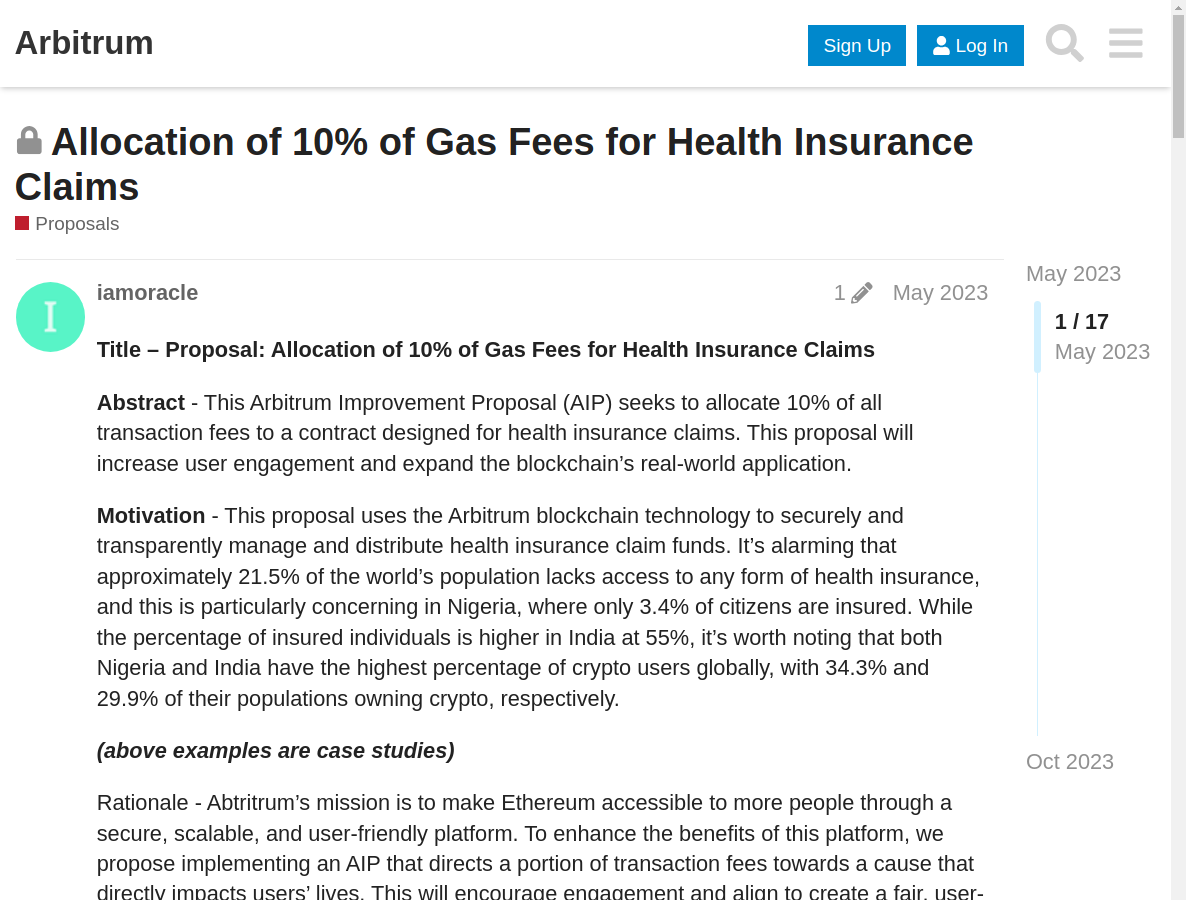 Arbitrum
Sign Up
Log In
Allocation of 10% of Gas Fees for Health Insurance
Claims
Proposals
I
iamoracle
1
May 2023
Title – Proposal: Allocation of 10% of Gas Fees for Health Insurance Claims
Abstract - This Arbitrum Improvement Proposal (AIP) seeks to allocate 10% of all
transaction fees to a contract designed for health insurance claims. This proposal will
increase user engagement and expand the blockchain’s real-world application.
Motivation - This proposal uses the Arbitrum blockchain technology to securely and
transparently manage and distribute health insurance claim funds. It’s alarming that
approximately 21.5% of the world’s population lacks access to any form of health insurance,
and this is particularly concerning in Nigeria, where only 3.4% of citizens are insured. While
the percentage of insured individuals is higher in India at 55%, it’s worth noting that both
Nigeria and India have the highest percentage of crypto users globally, with 34.3% and
29.9% of their populations owning crypto, respectively.
(above examples are case studies)
Rationale - Abtritrum’s mission is to make Ethereum accessible to more people through a
secure, scalable, and user-friendly platform. To enhance the benefits of this platform, we
propose implementing an AIP that directs a portion of transaction fees towards a cause that
directly impacts users’ lives. This will encourage engagement and align to create a fair, user-
May 2023
1 / 17
May 2023
Oct 2023